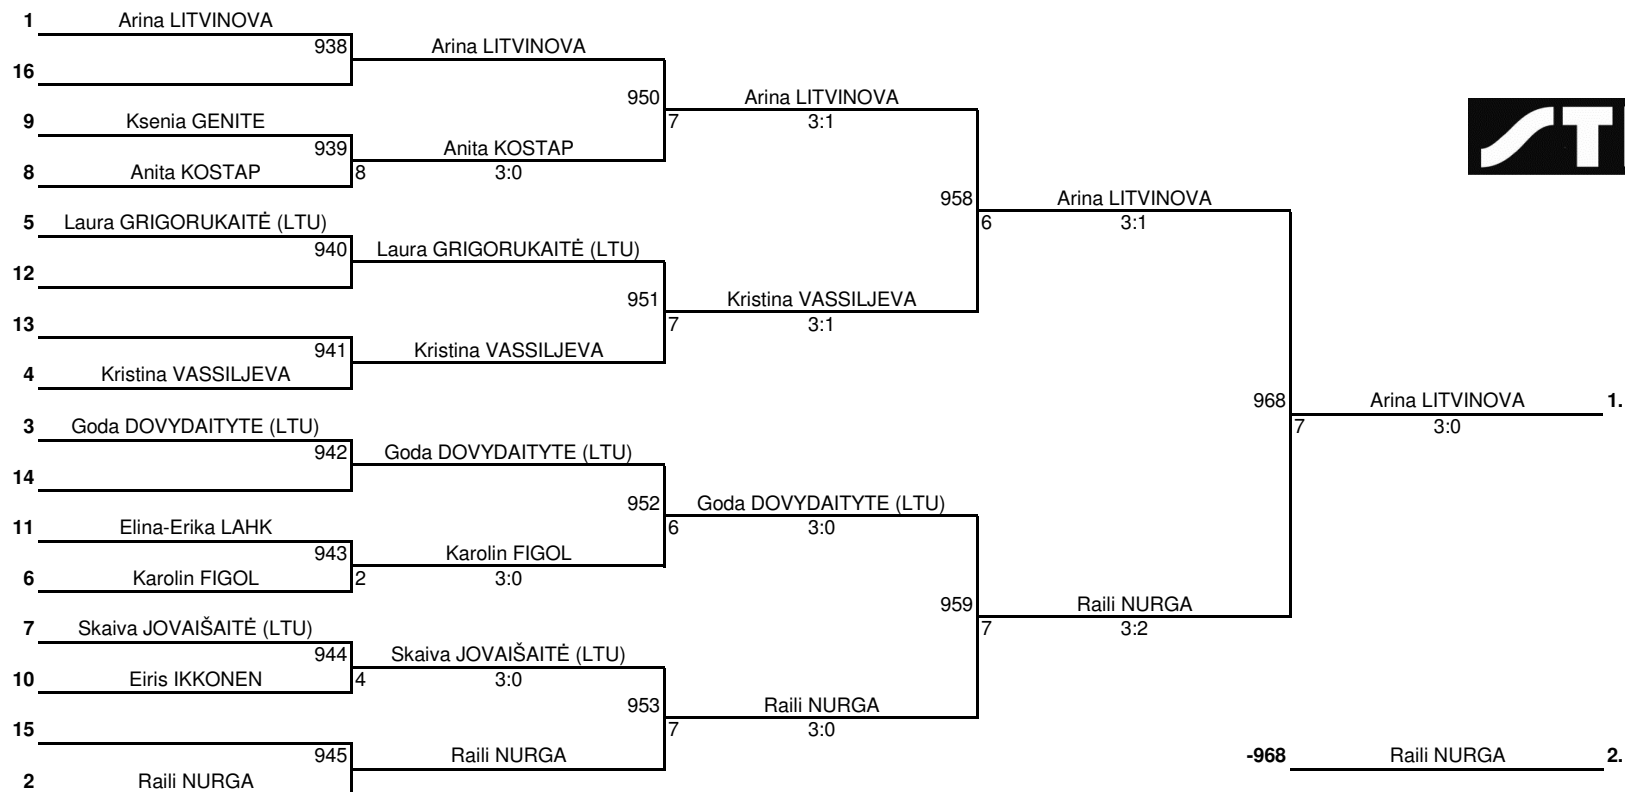 1 Arina LITVINOVA
938 Arina LITVINOVA
16
950 Arina LITVINOVA
7 3:1
9 Ksenia GENITE
939 Anita KOSTAP
8 Anita KOSTAP 8 3:0
958 Arina LITVINOVA
6 3:1
5 Laura GRIGORUKAITĖ (LTU)
940 Laura GRIGORUKAITĖ (LTU)
12
951 Kristina VASSILJEVA
7 3:1
13
941 Kristina VASSILJEVA
4 Kristina VASSILJEVA
968 Arina LITVINOVA 1.
7 3:0
3 Goda DOVYDAITYTE (LTU)
942 Goda DOVYDAITYTE (LTU)
14
952 Goda DOVYDAITYTE (LTU)
6 3:0
11 Elina-Erika LAHK
943 Karolin FIGOL
6 Karolin FIGOL 2 3:0
959 Raili NURGA
7 3:2
7 Skaiva JOVAIŠAITĖ (LTU)
944 Skaiva JOVAIŠAITĖ (LTU)
10 Eiris IKKONEN 4 3:0
953 Raili NURGA
7 3:0
15
945 Raili NURGA
2 Raili NURGA
-968 Raili NURGA 2.
ST